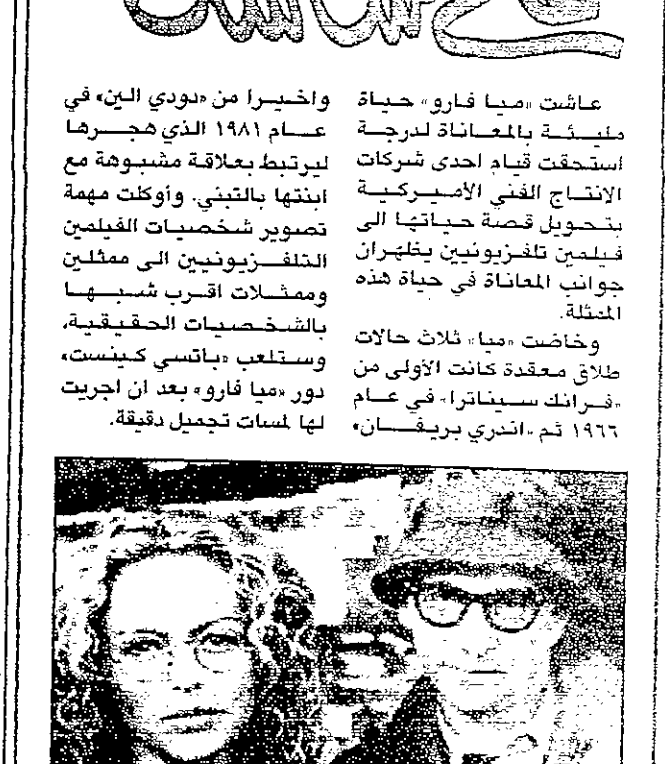 عاشت «ميا فارو» حياة
مليئة بالمعاناة لدرجة
استحقت قيام احدى شركات
الانتاج الفني الأميركية
بتحويل قصة حياتها الى
فيلمين تلفزيونيين يظهران
جوانب المعاناة في حياة هذه
الممثلة.
وخاضت «ميا» ثلاث حالات
طلاق معقدة كانت الأولى من
«فرانك سيناترا» في عام
١٩٦٦ ثم «اندري بريفان»
واخيرا من «دودي الين» في
عام ١٩٨١ الذي هجرها
ليرتبط بعلاقة مشبوهة مع
ابنتها بالتبني. وأوكلت مهمة
تصوير شخصيات الفيلمين
التلفزيونيين الى ممثلين
وممثلات اقرب شبها
بالشخصيات الحقيقية،
وستلعب «باتسي كينست»
دور «ميا فارو» بعد ان اجريت
لها لمسات تجميل دقيقة.